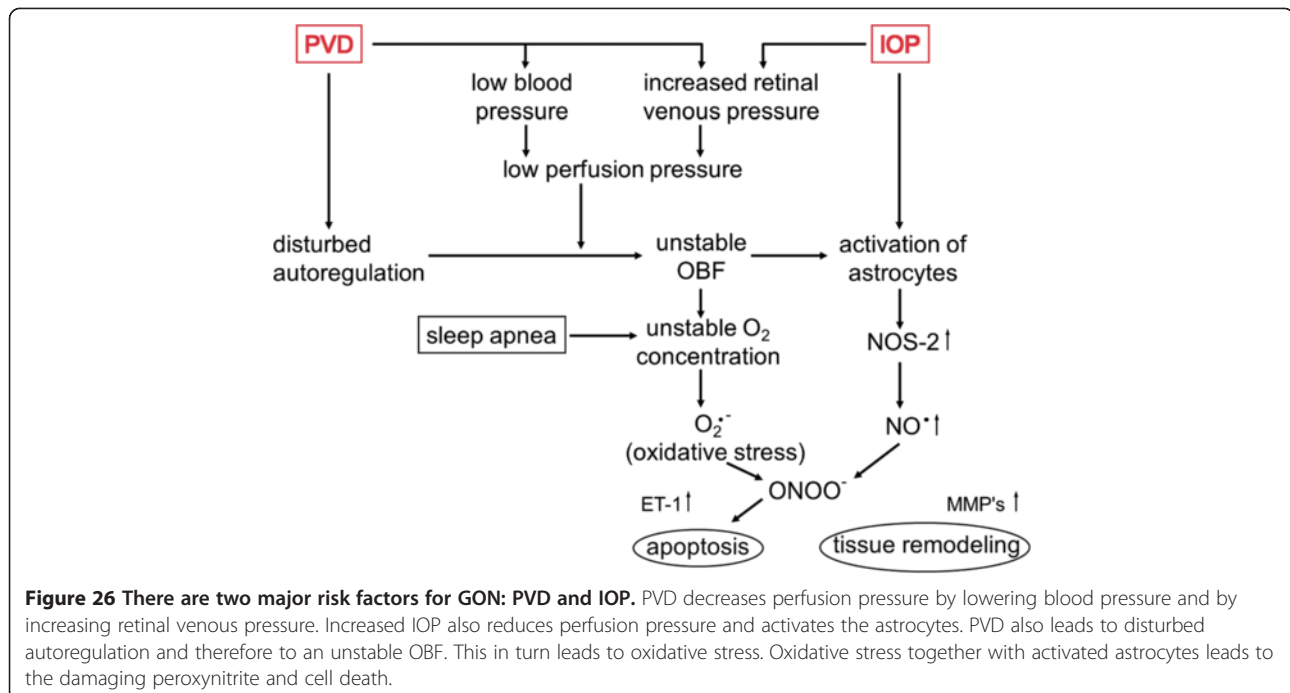 PVD
IOP
low blood
pressure
increased retinal
venous pressure
low perfusion pressure
disturbed
autoregulation
unstable
OBF
activation of
astrocytes
sleep apnea
unstable O₂
concentration
NOS-2↑
O₂•-
(oxidative stress)
NO•↑
ONOO⁻
ET-1↑
MMP's ↑
apoptosis
tissue remodeling
Figure 26 There are two major risk factors for GON: PVD and IOP. PVD decreases perfusion pressure by lowering blood pressure and by
increasing retinal venous pressure. Increased IOP also reduces perfusion pressure and activates the astrocytes. PVD also leads to disturbed
autoregulation and therefore to an unstable OBF. This in turn leads to oxidative stress. Oxidative stress together with activated astrocytes leads to
the damaging peroxynitrite and cell death.